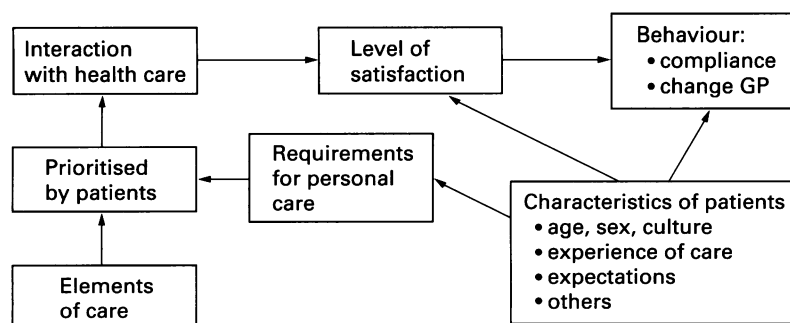 Interaction
with health care
Level of
satisfaction
Behaviour:
• compliance
• change GP
Prioritised
by patients
Requirements
for personal
care
Characteristics of patients
• age, sex, culture
• experience of care
• expectations
• others
Elements
of care